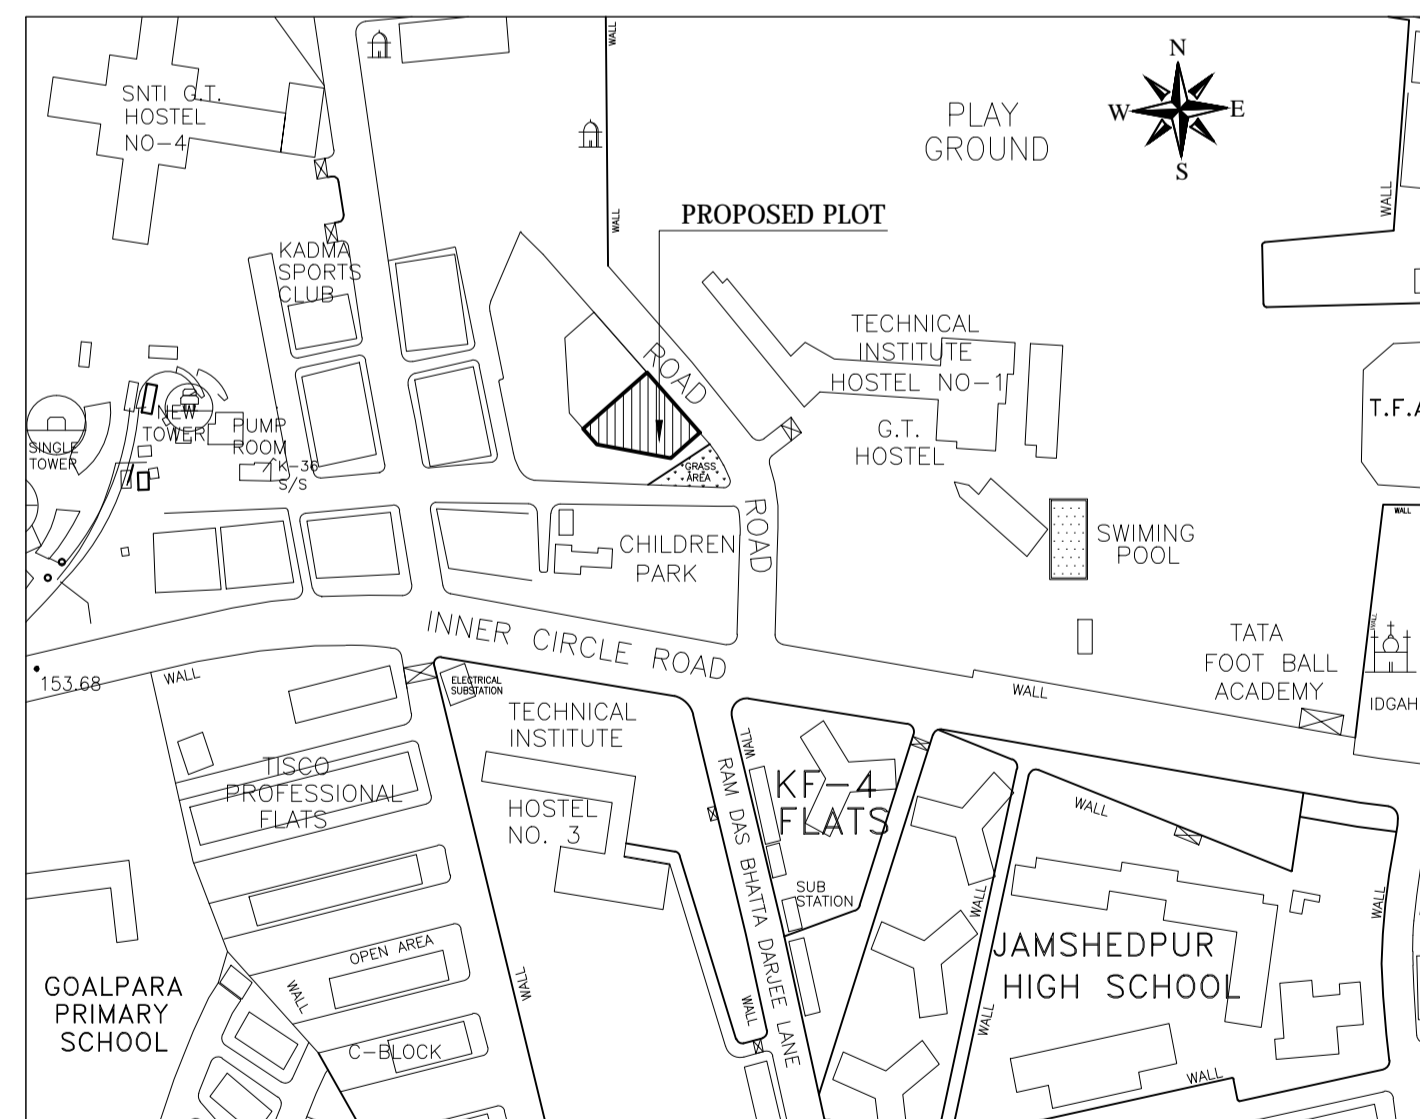 SNTI G.T.
HOSTEL
NO-4
WALL
WALL
PLAY
GROUND
N
W
E
S
WALL
PROPOSED PLOT
KADMA
SPORTS
CLUB
ROAD
TECHNICAL
INSTITUTE
HOSTEL NO-1
G.T.
HOSTEL
T.F.A
NEW
TOWER
SINGLE
TOWER
PUMP
ROOM
K-36
S/S
GRASS
AREA
ROAD
CHILDREN
PARK
SWIMING
POOL
WALL
WALL
INNER CIRCLE ROAD
TATA
FOOT BALL
ACADEMY
IDGAH
153.68
WALL
ELECTRICAL
SUBSTATION
WALL
TECHNICAL
INSTITUTE
HOSTEL
NO. 3
TISCO
PROFESSIONAL
FLATS
WALL
RAM DAS BHATTA DARJEE LANE
KF-4
FLATS
SUB
STATION
WALL
WALL
WALL
JAMSHEDPUR
HIGH SCHOOL
OPEN AREA
WALL
WALL
WALL
WALL
GOALPARA
PRIMARY
SCHOOL
C-BLOCK
WALL